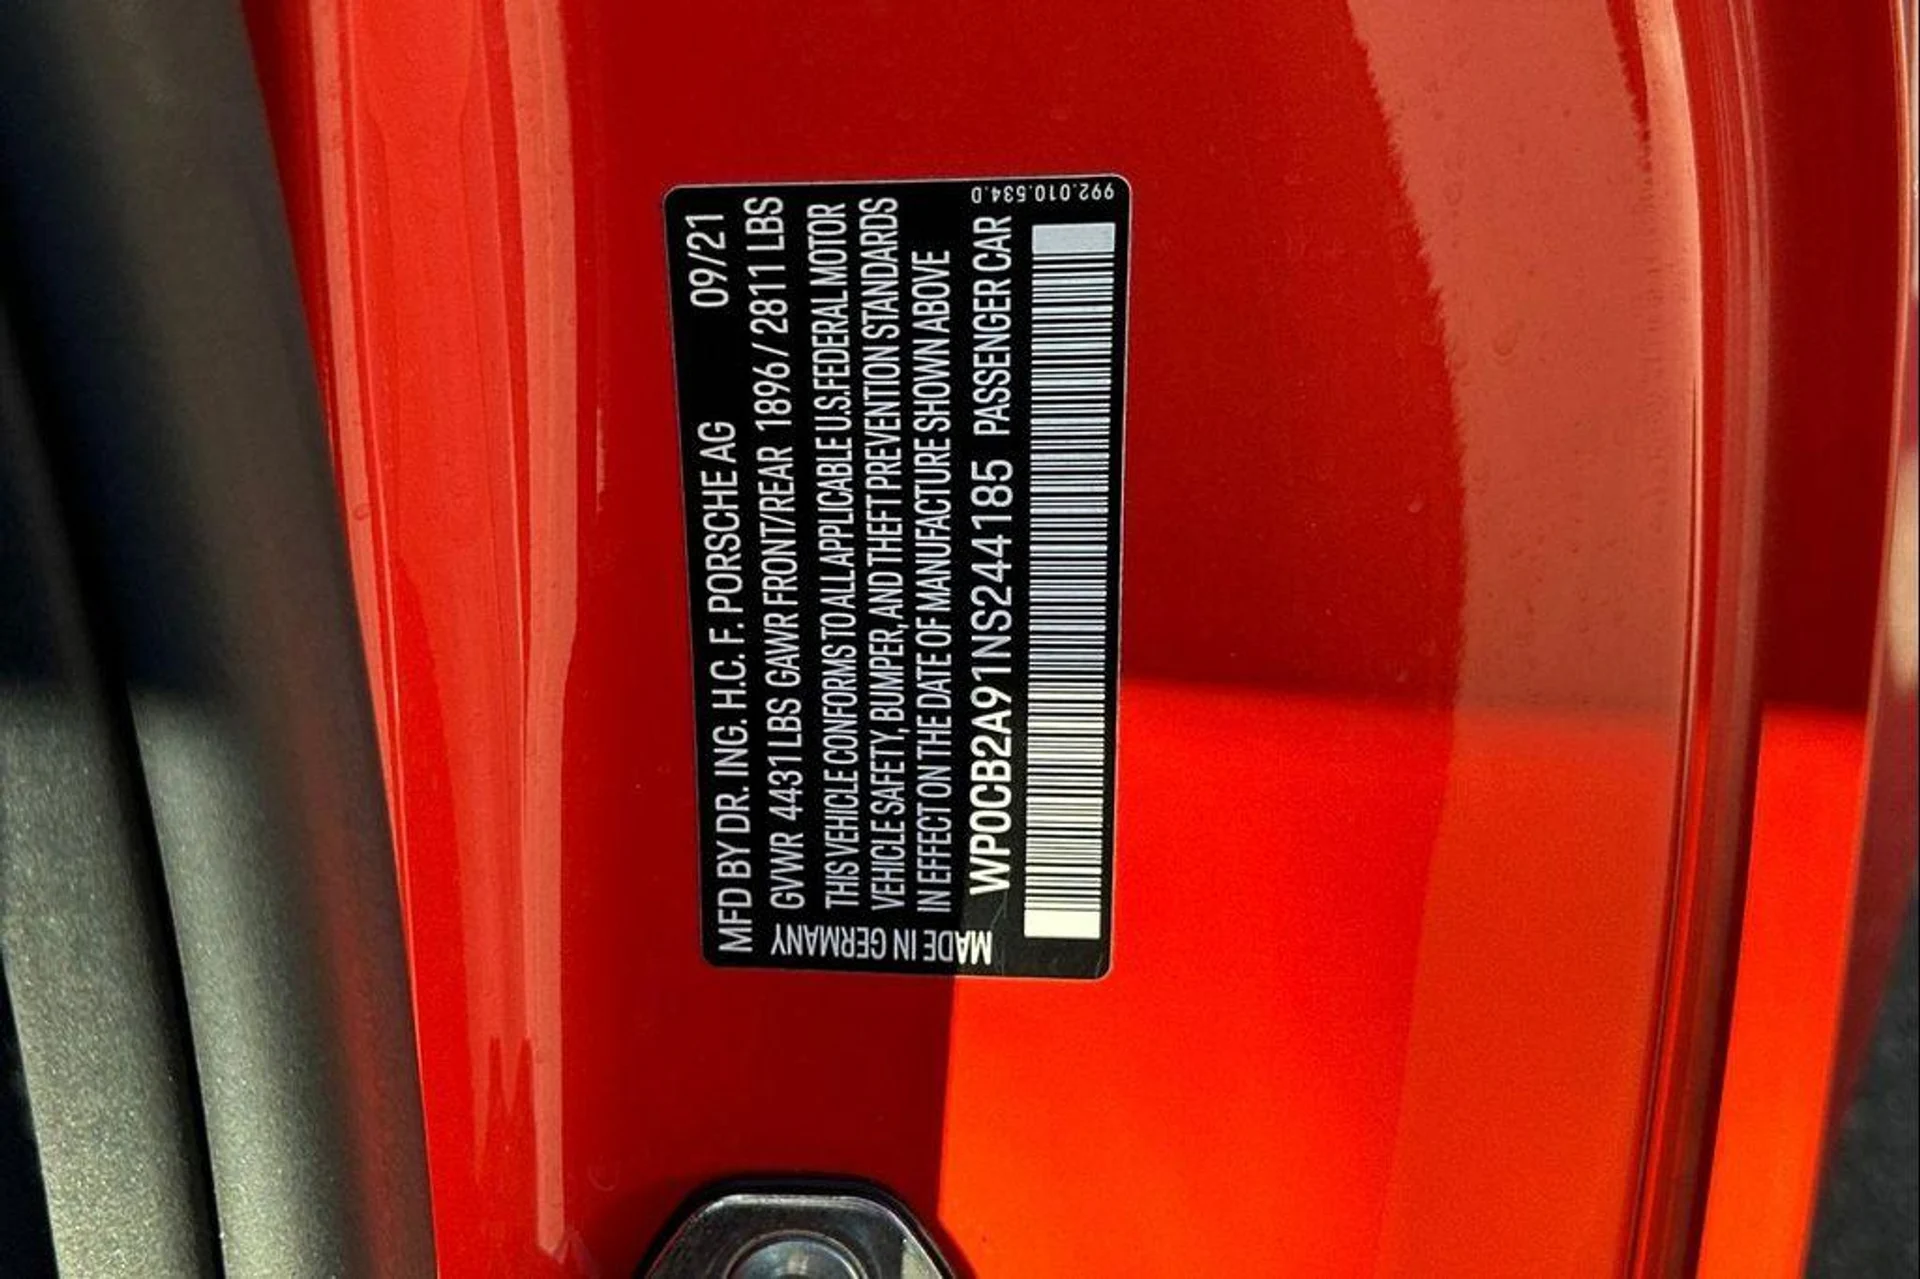 MFD BY DR. ING. H.C. F. PORSCHE AG 09/21
GVWR 4431 LBS GAWR FRONT/REAR 1896/2811 LBS
THIS VEHICLE CONFORMS TO ALL APPLICABLE U.S. FEDERAL MOTOR
VEHICLE SAFETY, BUMPER, AND THEFT PREVENTION STANDARDS
IN EFFECT ON THE DATE OF MANUFACTURE SHOWN ABOVE
WP0CB2A91NS244185 PASSENGER CAR
MADE IN GERMANY
992.010.534.D